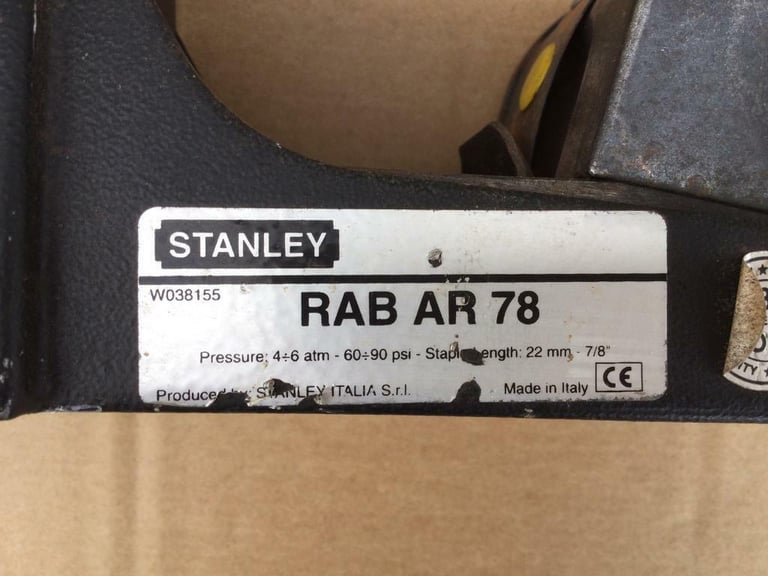 STANLEY
W038155
RAB AR 78
Pressure: 4÷6 atm - 60÷90 psi - Staple Length: 22 mm - 7/8"
Produced by: STANLEY ITALIA S.r.l.
Made in Italy CE